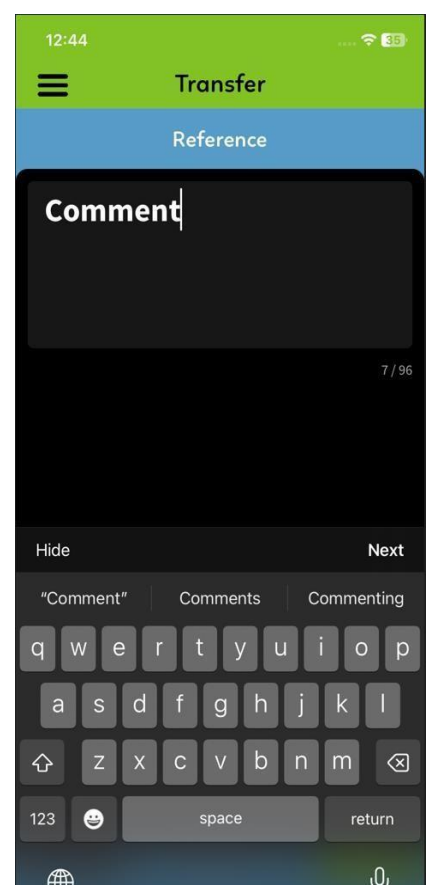 12:44
35
Transfer
Reference
Comment
7 / 96
Hide Next
“Comment” Comments Commenting
q w e r t y u i o p
a s d f g h j k l
z x c v b n m
123 space return